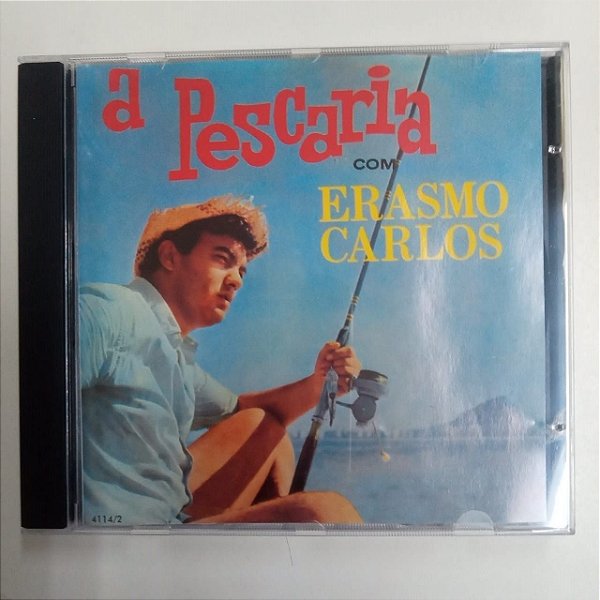 a Pescaria
COM
ERASMO
CARLOS
4114/2